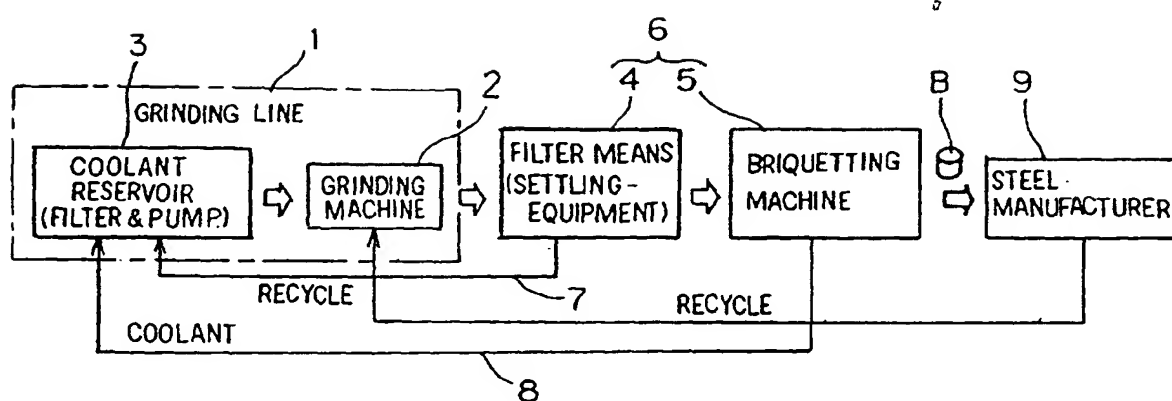 3
1
6
GRINDING LINE
2
4
5
B
9
COOLANT
RESERVOIR
(FILTER & PUMP.)
GRINDING
MACHINE
FILTER MEANS
(SETTLING-
EQUIPMENT)
BRIQUETTING
MACHINE
STEEL
MANUFACTURER
RECYCLE
7
RECYCLE
COOLANT
8